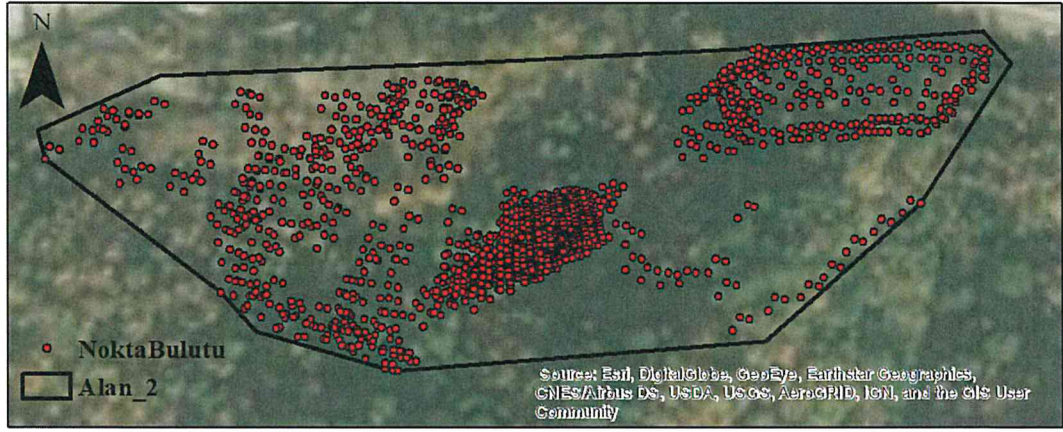 N
NoktaBulutu
Alan_2
Source: Esri, DigitalGlobe, GeoEye, Earthstar Geographics,
CNES/Airbus DS, USDA, USGS, AeroGRID, IGN, and the GIS User
Community